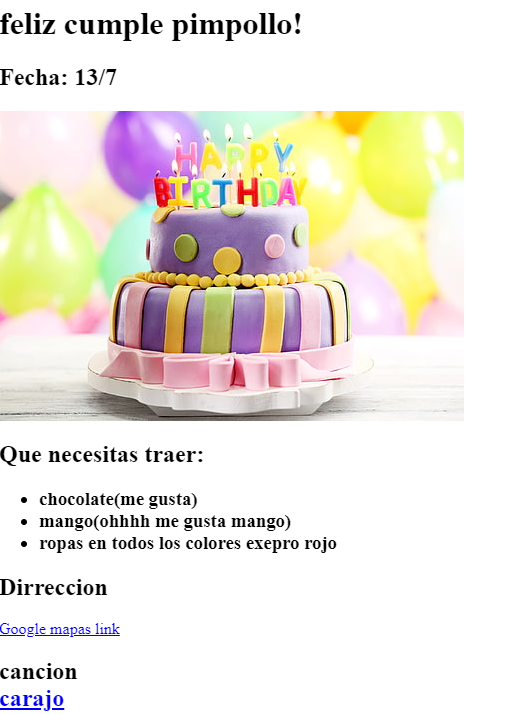 feliz cumple pimpollo!
Fecha: 13/7
HAPPY
BIRTHDAY
Que necesitas traer:
chocolate(me gusta)
mango(ohhhh me gusta mango)
ropas en todos los colores exepro rojo
Dirreccion
Google mapas link
cancion
carajo